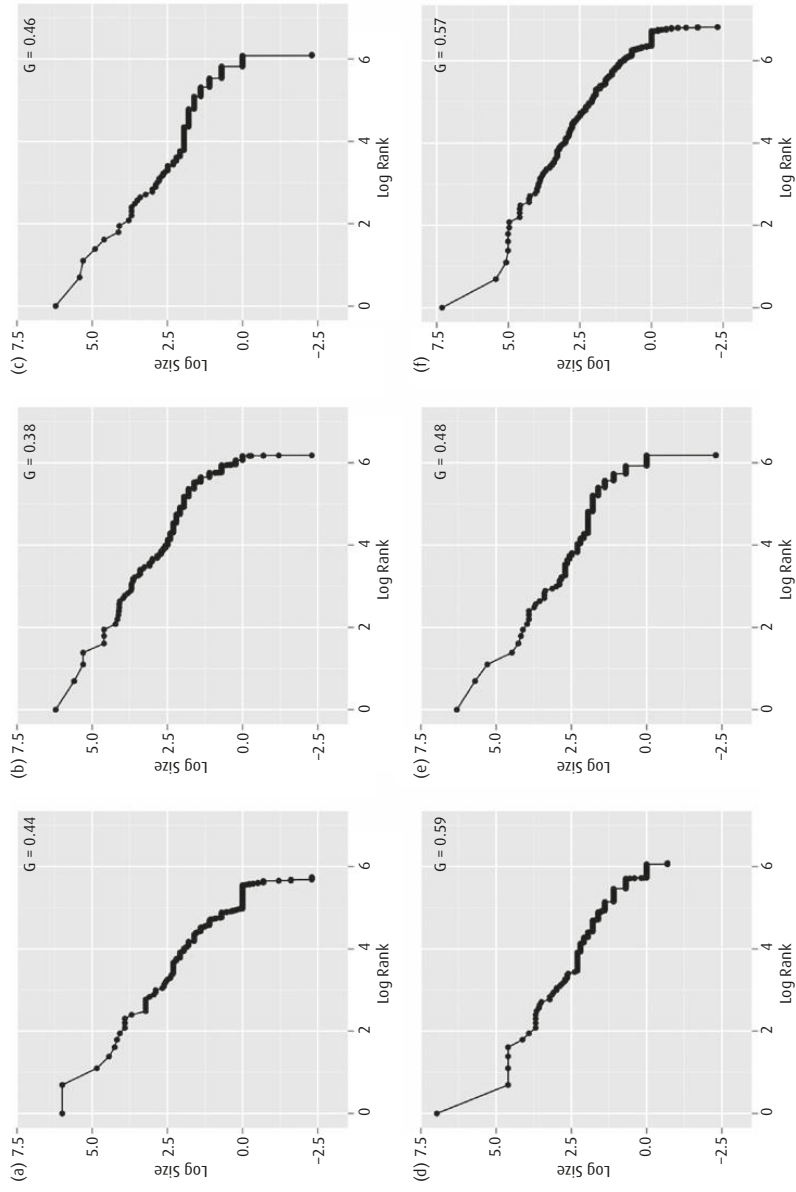 (a)
G = 0.44
7.5
5.0
2.5
0.0
−2.5
Log Size
0
2
4
6
Log Rank
(b)
G = 0.38
7.5
5.0
2.5
0.0
−2.5
Log Size
0
2
4
6
Log Rank
(c)
G = 0.46
7.5
5.0
2.5
0.0
−2.5
Log Size
0
2
4
6
Log Rank
(d)
G = 0.59
7.5
5.0
2.5
0.0
−2.5
Log Size
0
2
4
6
Log Rank
(e)
G = 0.48
7.5
5.0
2.5
0.0
−2.5
Log Size
0
2
4
6
Log Rank
(f)
G = 0.57
7.5
5.0
2.5
0.0
−2.5
Log Size
0
2
4
6
Log Rank